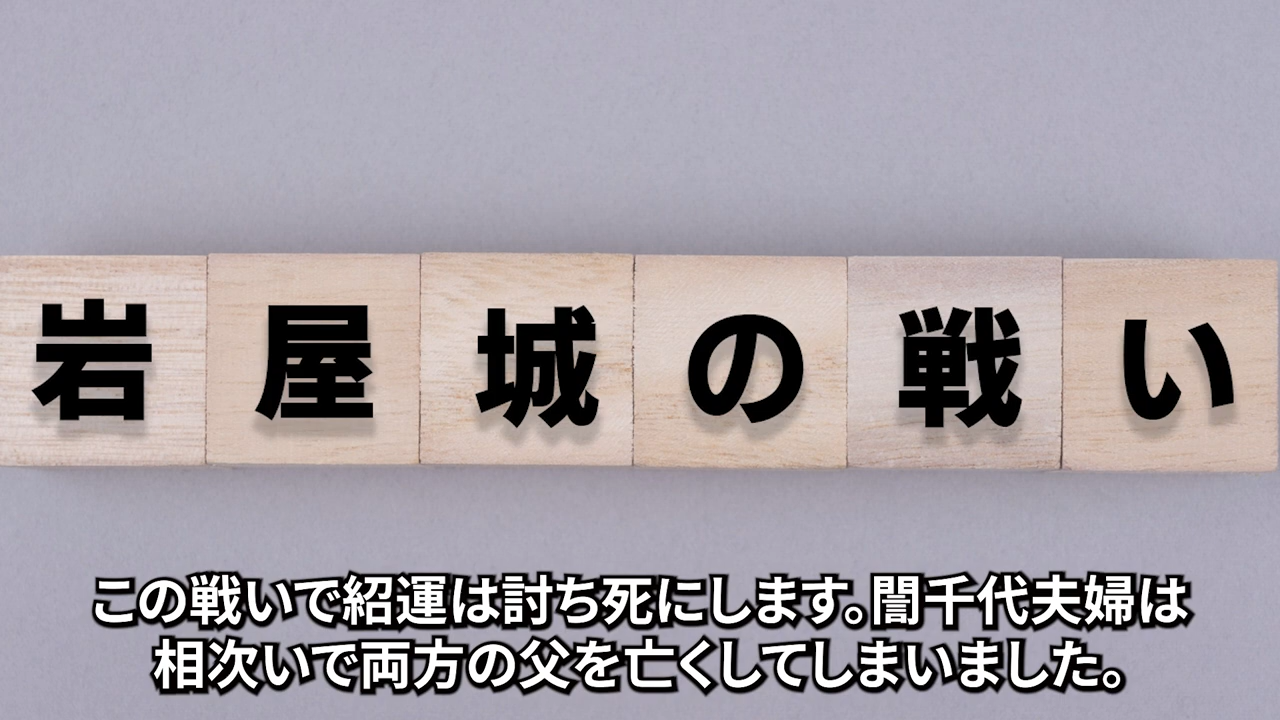 岩屋城の戦い
この戦いで紹運は討ち死にします。誾千代夫婦は
相次いで両方の父を亡くしてしまいました。